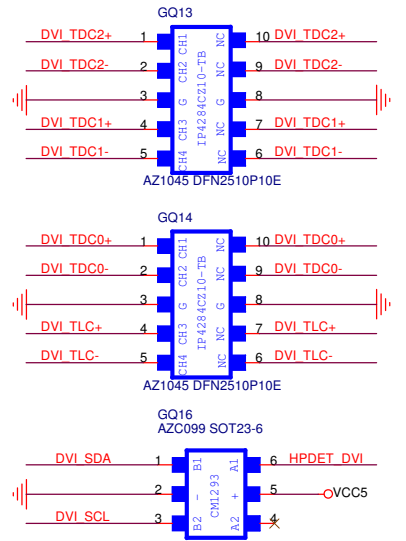 GQ13
DVI_TDC2+ 1 CH1 NC 10 DVI_TDC2+
DVI_TDC2- 2 CH2 NC 9 DVI_TDC2-
3 G G 8
DVI_TDC1+ 4 CH3 NC 7 DVI_TDC1+
DVI_TDC1- 5 CH4 NC 6 DVI_TDC1-
IP4284CZ10-TB
AZ1045 DFN2510P10E
GQ14
DVI_TDC0+ 1 CH1 NC 10 DVI_TDC0+
DVI_TDC0- 2 CH2 NC 9 DVI_TDC0-
3 G G 8
DVI_TLC+ 4 CH3 NC 7 DVI_TLC+
DVI_TLC- 5 CH4 NC 6 DVI_TLC-
IP4284CZ10-TB
AZ1045 DFN2510P10E
GQ16
AZC099 SOT23-6
DVI_SDA 1 B1 A1 6 HPDET_DVI
2 - + 5 VCC5
DVI_SCL 3 B2 A2 4
CM1293